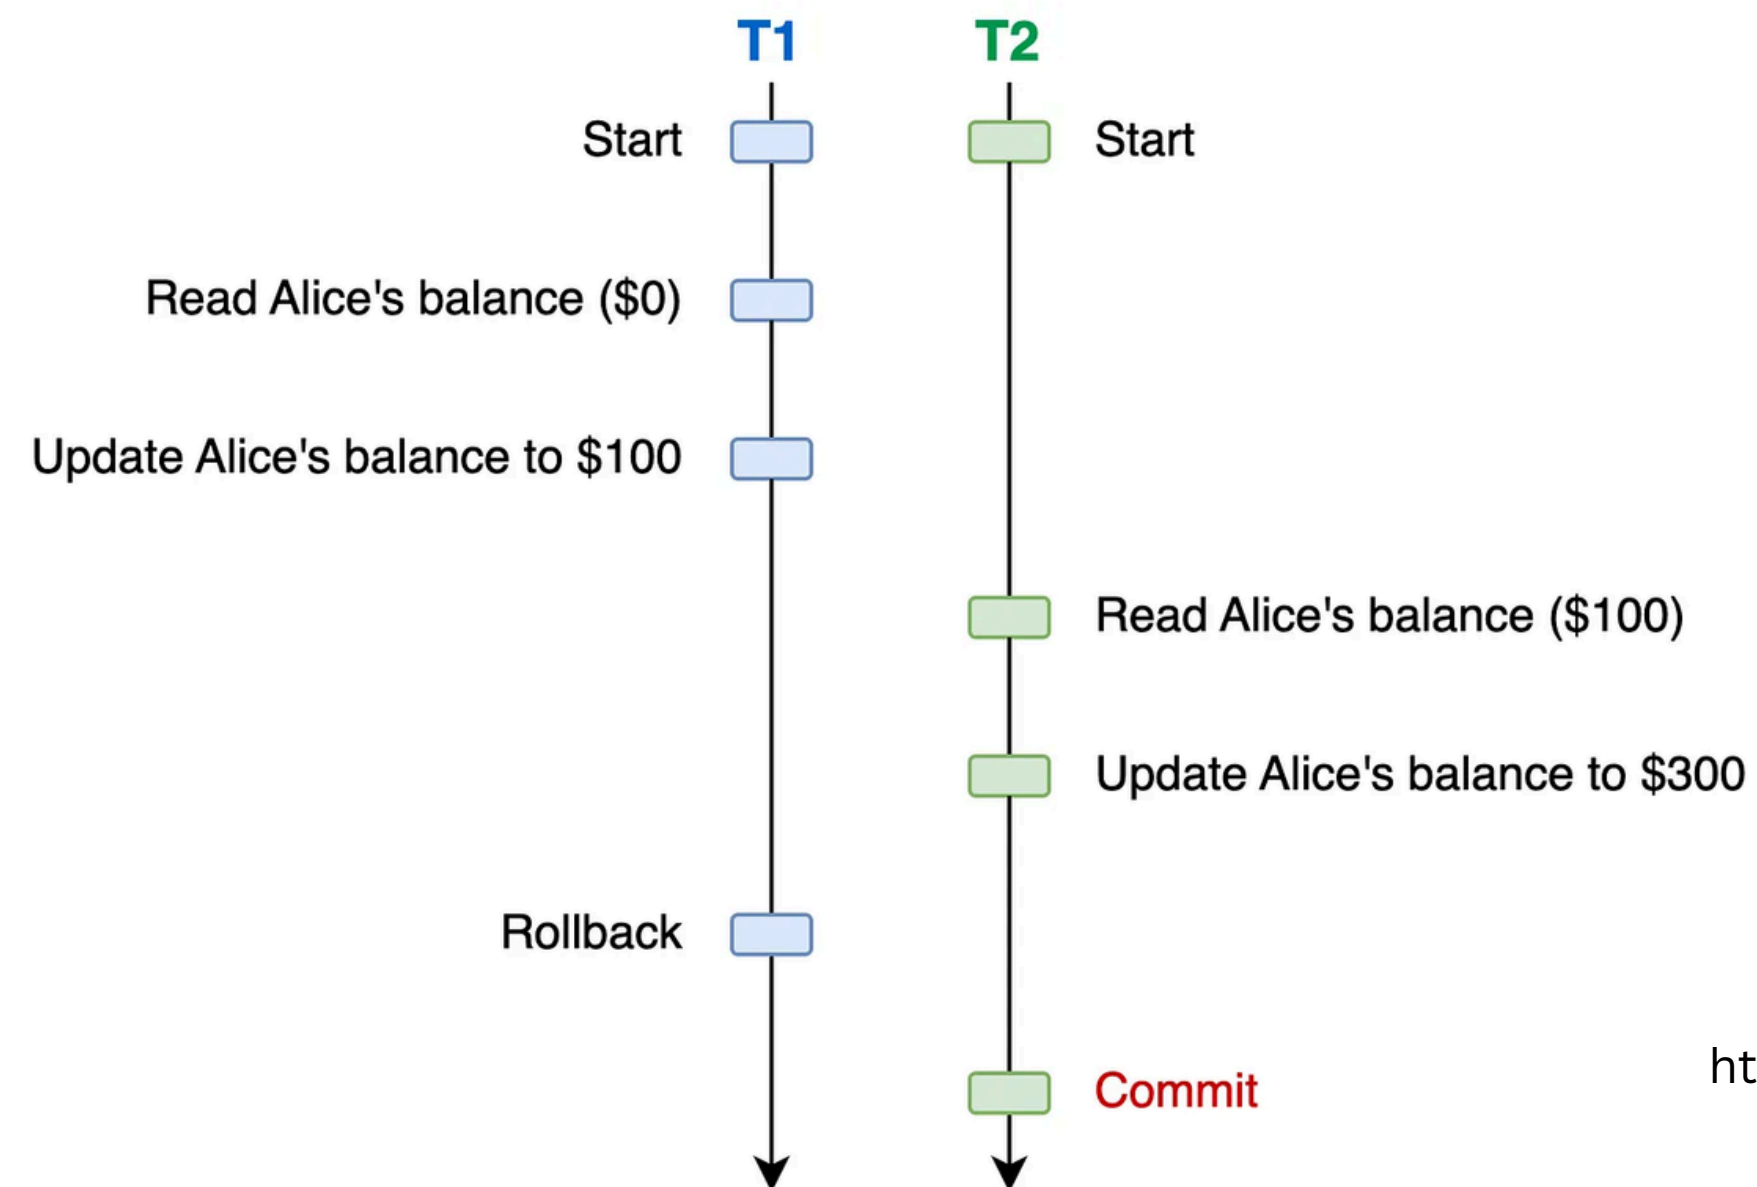 T1 T2
Start Start
Read Alice's balance ($0)
Update Alice's balance to $100
Read Alice's balance ($100)
Update Alice's balance to $300
Rollback
ht
Commit